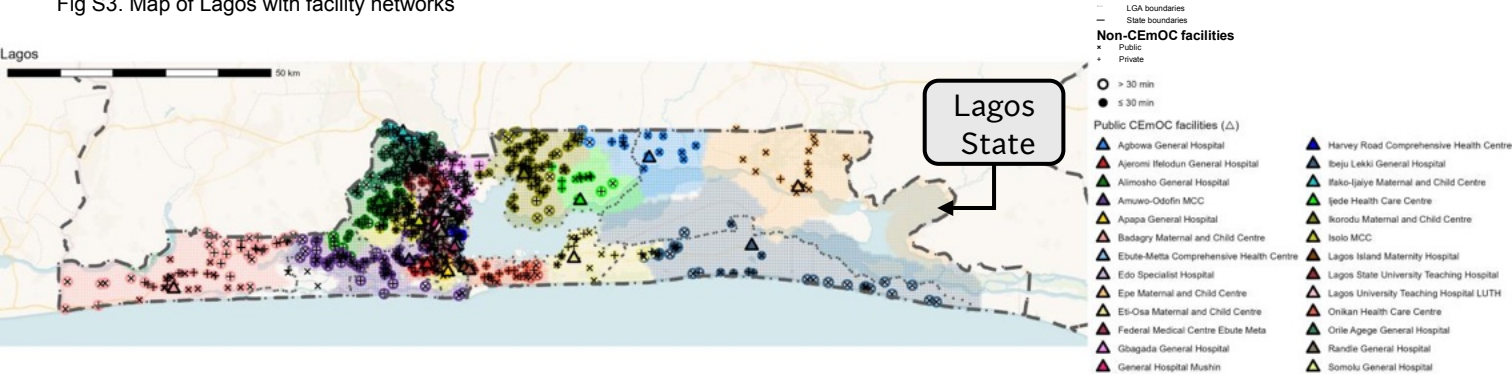 Fig S3. Map of Lagos with facility networks
Lagos
50 km
Lagos
State
LGA boundaries
State boundaries
Non-CEmOC facilities
Public
Private
> 30 min
≤ 30 min
Public CEmOC facilities (△)
Agbowa General Hospital
Ajeromi Ifelodun General Hospital
Alimosho General Hospital
Amuwo-Odofin MCC
Apapa General Hospital
Badagry Maternal and Child Centre
Ebute-Metta Comprehensive Health Centre
Edo Specialist Hospital
Epe Maternal and Child Centre
Eti-Osa Maternal and Child Centre
Federal Medical Centre Ebute Meta
Gbagada General Hospital
General Hospital Mushin
Harvey Road Comprehensive Health Centre
Ibeju Lekki General Hospital
Ifako-Ijaiye Maternal and Child Centre
Ijede Health Care Centre
Ikorodu Maternal and Child Centre
Isolo MCC
Lagos Island Maternity Hospital
Lagos State University Teaching Hospital
Lagos University Teaching Hospital LUTH
Onikan Health Care Centre
Orile Agege General Hospital
Randle General Hospital
Somolu General Hospital